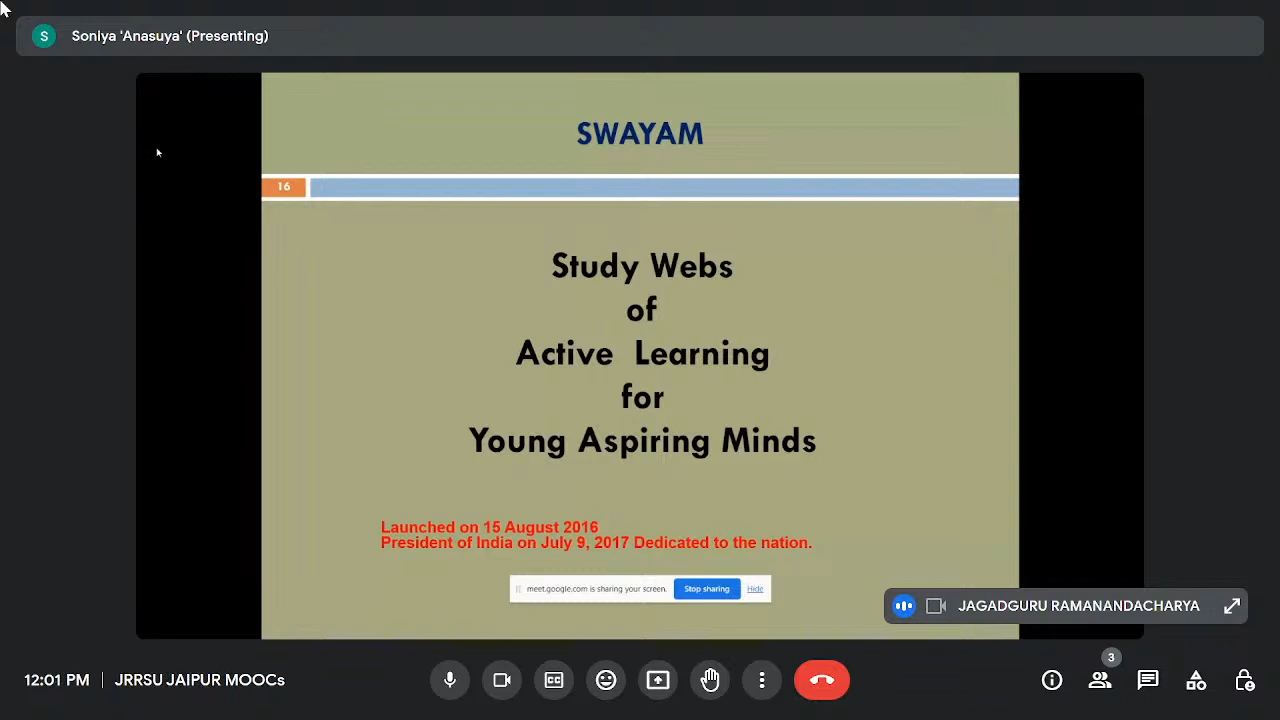 S Soniya 'Anasuya' (Presenting)
SWAYAM
16
Study Webs
of
Active Learning
for
Young Aspiring Minds
Launched on 15 August 2016
President of India on July 9, 2017 Dedicated to the nation.
meet.google.com is sharing your screen. Stop sharing Hide
JAGADGURU RAMANANDACHARYA
3
12:01 PM | JRRSU JAIPUR MOOCs
CC